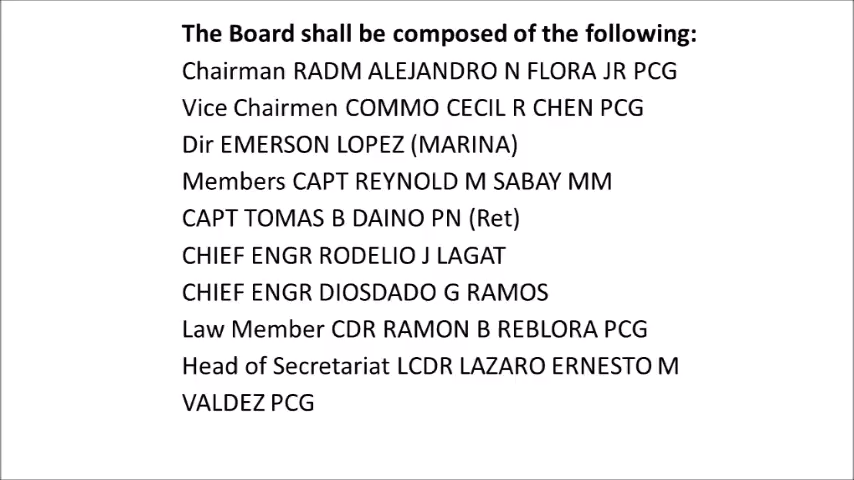 The Board shall be composed of the following:
Chairman RADM ALEJANDRO N FLORA JR PCG
Vice Chairmen COMMO CECIL R CHEN PCG
Dir EMERSON LOPEZ (MARINA)
Members CAPT REYNOLD M SABAY MM
CAPT TOMAS B DAINO PN (Ret)
CHIEF ENGR RODELIO J LAGAT
CHIEF ENGR DIOSDADO G RAMOS
Law Member CDR RAMON B REBLORA PCG
Head of Secretariat LCDR LAZARO ERNESTO M
VALDEZ PCG